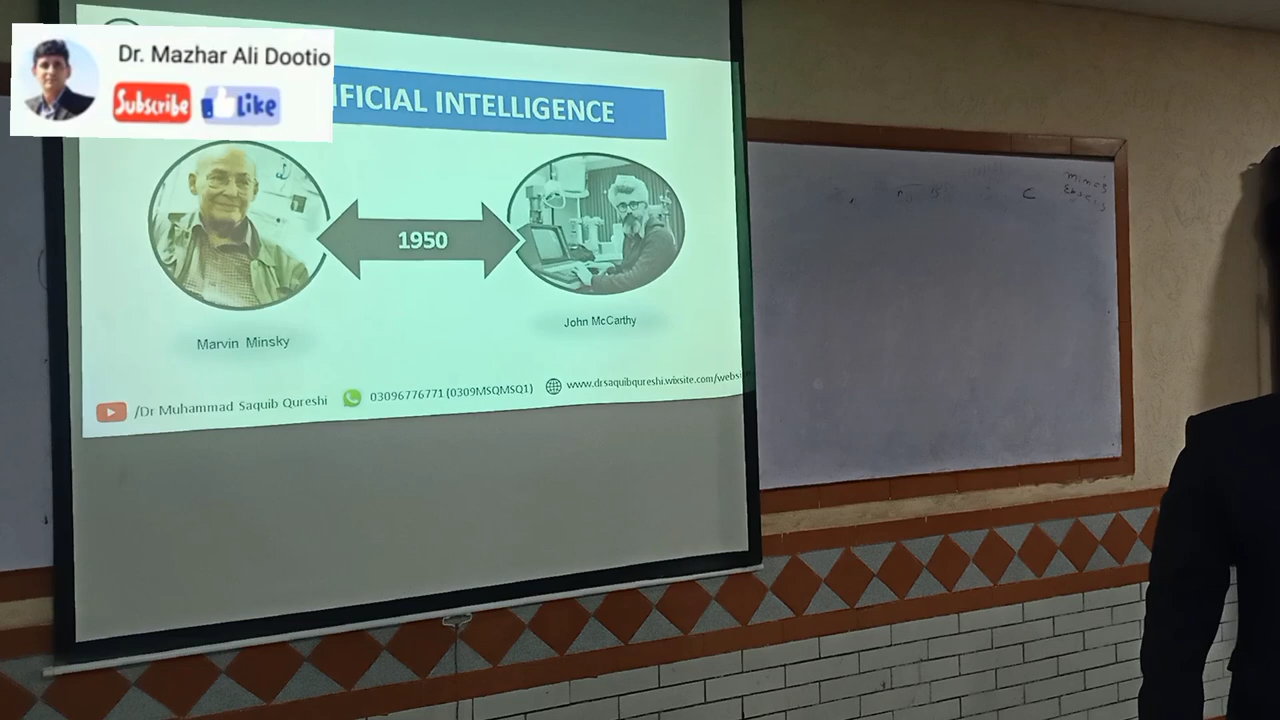 Dr. Mazhar Ali Dootio
Subscribe Like
IFICIAL INTELLIGENCE
1950
Marvin Minsky
John McCarthy
/Dr Muhammad Saquib Qureshi 03096776771 (0309MSQMSQ1) www.drsaquibqureshi.wixsite.com/webs